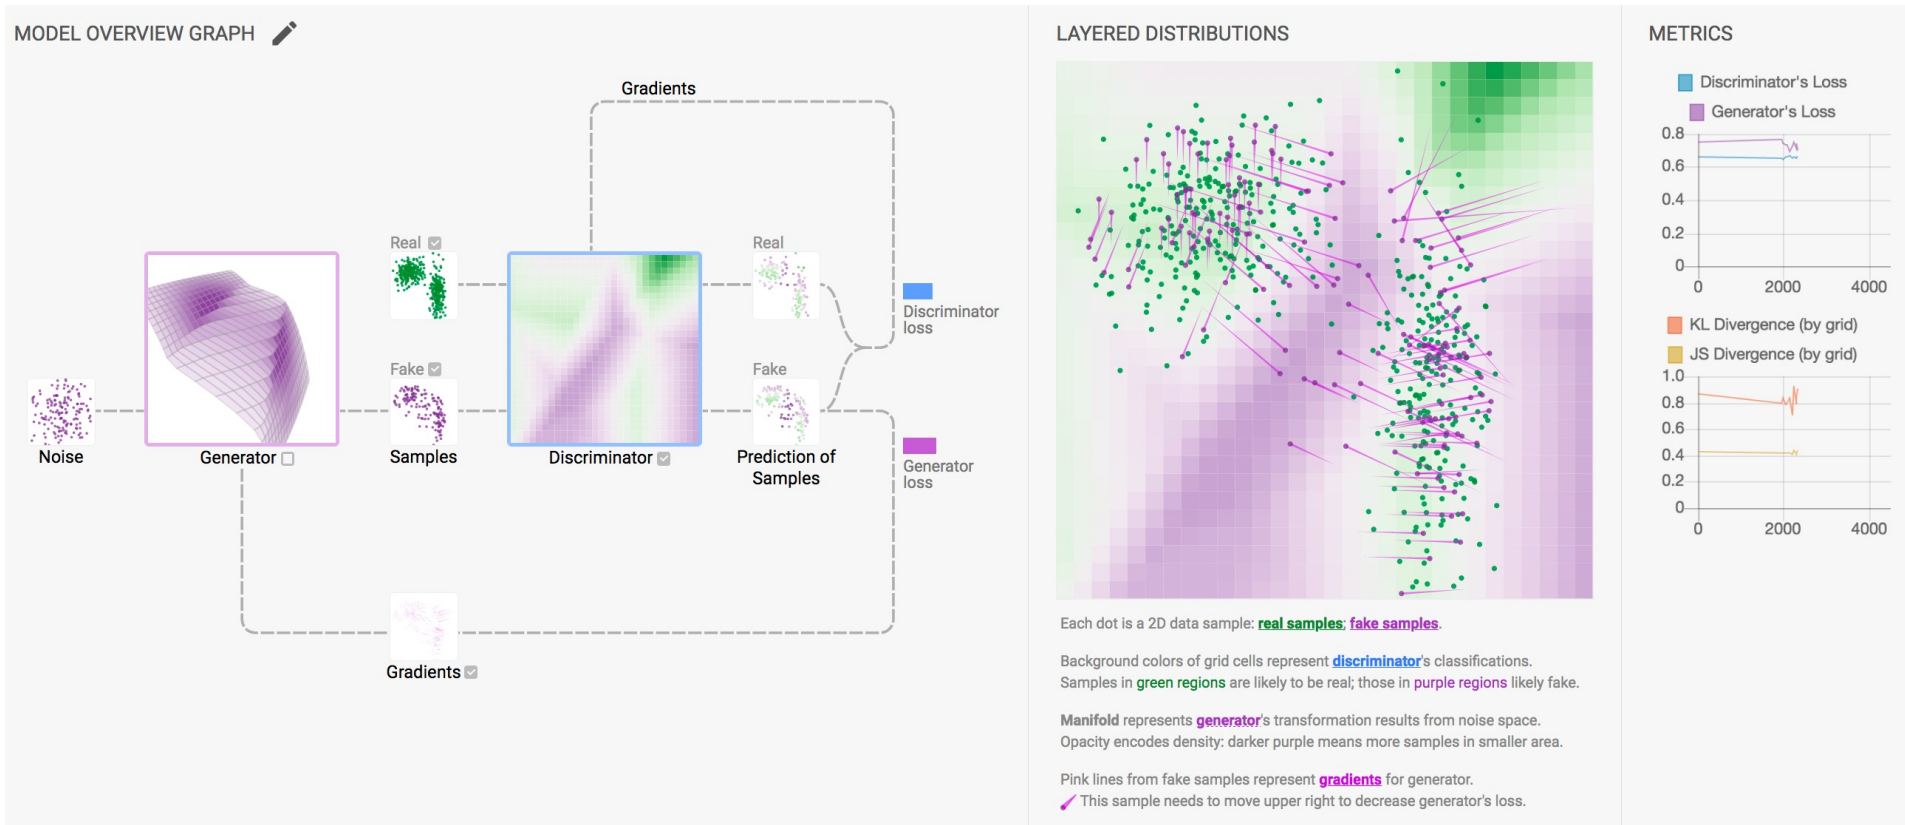 MODEL OVERVIEW GRAPH
Gradients
Real
Real
Discriminator
loss
Fake
Fake
Noise
Generator
Samples
Discriminator
Prediction of
Samples
Generator
loss
Gradients
LAYERED DISTRIBUTIONS
Each dot is a 2D data sample: real samples; fake samples.
Background colors of grid cells represent discriminator's classifications.
Samples in green regions are likely to be real; those in purple regions likely fake.
Manifold represents generator's transformation results from noise space.
Opacity encodes density: darker purple means more samples in smaller area.
Pink lines from fake samples represent gradients for generator.
This sample needs to move upper right to decrease generator's loss.
METRICS
Discriminator's Loss
Generator's Loss
0.8
0.6
0.4
0.2
0
0 2000 4000
KL Divergence (by grid)
JS Divergence (by grid)
1.0
0.8
0.6
0.4
0.2
0
0 2000 4000